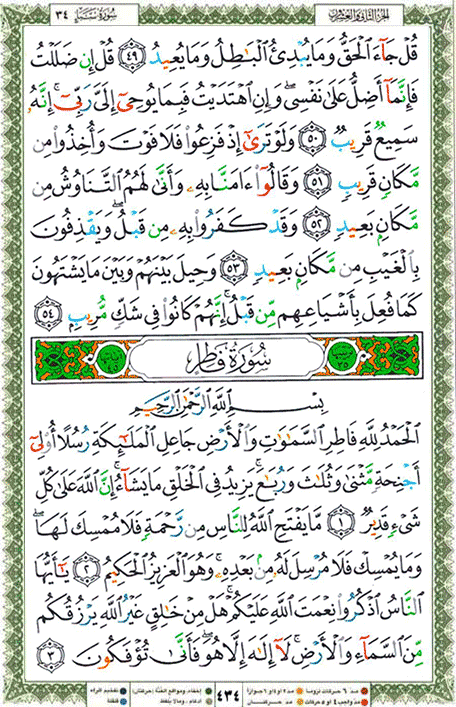 الجزء الثاني والعشرون
سورة سبأ ٣٤
قُلْ جَآءَ ٱلْحَقُّ وَمَا يُبْدِئُ ٱلْبَٰطِلُ وَمَا يُعِيدُ ٤٩ قُلْ إِن ضَلَلْتُ
فَإِنَّمَآ أَضِلُّ عَلَىٰ نَفْسِى وَإِنِ ٱهْتَدَيْتُ فَبِمَا يُوحِىٓ إِلَىَّ رَبِّىٓ إِنَّهُۥ
سَمِيعٌ قَرِيبٌ ٥٠ وَلَوْ تَرَىٰٓ إِذْ فَزِعُوا۟ فَلَا فَوْتَ وَأُخِذُوا۟ مِن
مَّكَانٍ قَرِيبٍ ٥١ وَقَالُوٓا۟ ءَامَنَّا بِهِۦ وَأَنَّىٰ لَهُمُ ٱلتَّنَاوُشُ مِن
مَّكَانٍۭ بَعِيدٍ ٥٢ وَقَدْ كَفَرُوا۟ بِهِۦ مِن قَبْلُ ۖ وَيَقْذِفُونَ
بِٱلْغَيْبِ مِن مَّكَانٍۭ بَعِيدٍ ٥٣ وَحِيلَ بَيْنَهُمْ وَبَيْنَ مَا يَشْتَهُونَ
كَمَا فُعِلَ بِأَشْيَاعِهِم مِّن قَبْلُ ۚ إِنَّهُمْ كَانُوا۟ فِى شَكٍّ مُّرِيبٍۭ ٥٤
سُورَةُ فَاطِرٍ
بِسْمِ ٱللَّهِ ٱلرَّحْمَٰنِ ٱلرَّحِيمِ
ٱلْحَمْدُ لِلَّهِ فَاطِرِ ٱلسَّمَٰوَٰتِ وَٱلْأَرْضِ جَاعِلِ ٱلْمَلَٰٓئِكَةِ رُسُلًا أُو۟لِىٓ
أَجْنِحَةٍ مَّثْنَىٰ وَثُلَٰثَ وَرُبَٰعَ ۚ يَزِيدُ فِى ٱلْخَلْقِ مَا يَشَآءُ ۚ إِنَّ ٱللَّهَ عَلَىٰ كُلِّ
شَىْءٍ قَدِيرٌ ١ مَّا يَفْتَحِ ٱللَّهُ لِلنَّاسِ مِن رَّحْمَةٍ فَلَا مُمْسِكَ لَهَا ۖ
وَمَا يُمْسِكْ فَلَا مُرْسِلَ لَهُۥ مِنۢ بَعْدِهِۦ ۚ وَهُوَ ٱلْعَزِيزُ ٱلْحَكِيمُ ٢ يَٰٓأَيُّهَا
ٱلنَّاسُ ٱذْكُرُوا۟ نِعْمَتَ ٱللَّهِ عَلَيْكُمْ ۚ هَلْ مِنْ خَٰلِقٍ غَيْرُ ٱللَّهِ يَرْزُقُكُم
مِّنَ ٱلسَّمَآءِ وَٱلْأَرْضِ ۚ لَآ إِلَٰهَ إِلَّا هُوَ ۖ فَأَنَّىٰ تُؤْفَكُونَ ٣
٤٣٤